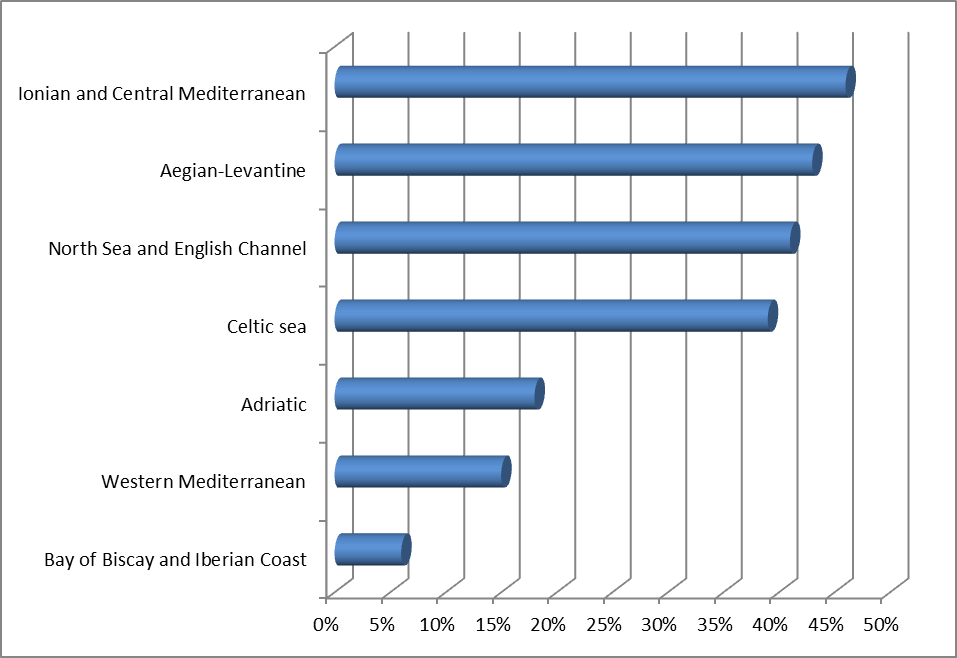 Ionian and Central Mediterranean
Aegian-Levantine
North Sea and English Channel
Celtic sea
Adriatic
Western Mediterranean
Bay of Biscay and Iberian Coast
0% 5% 10% 15% 20% 25% 30% 35% 40% 45% 50%